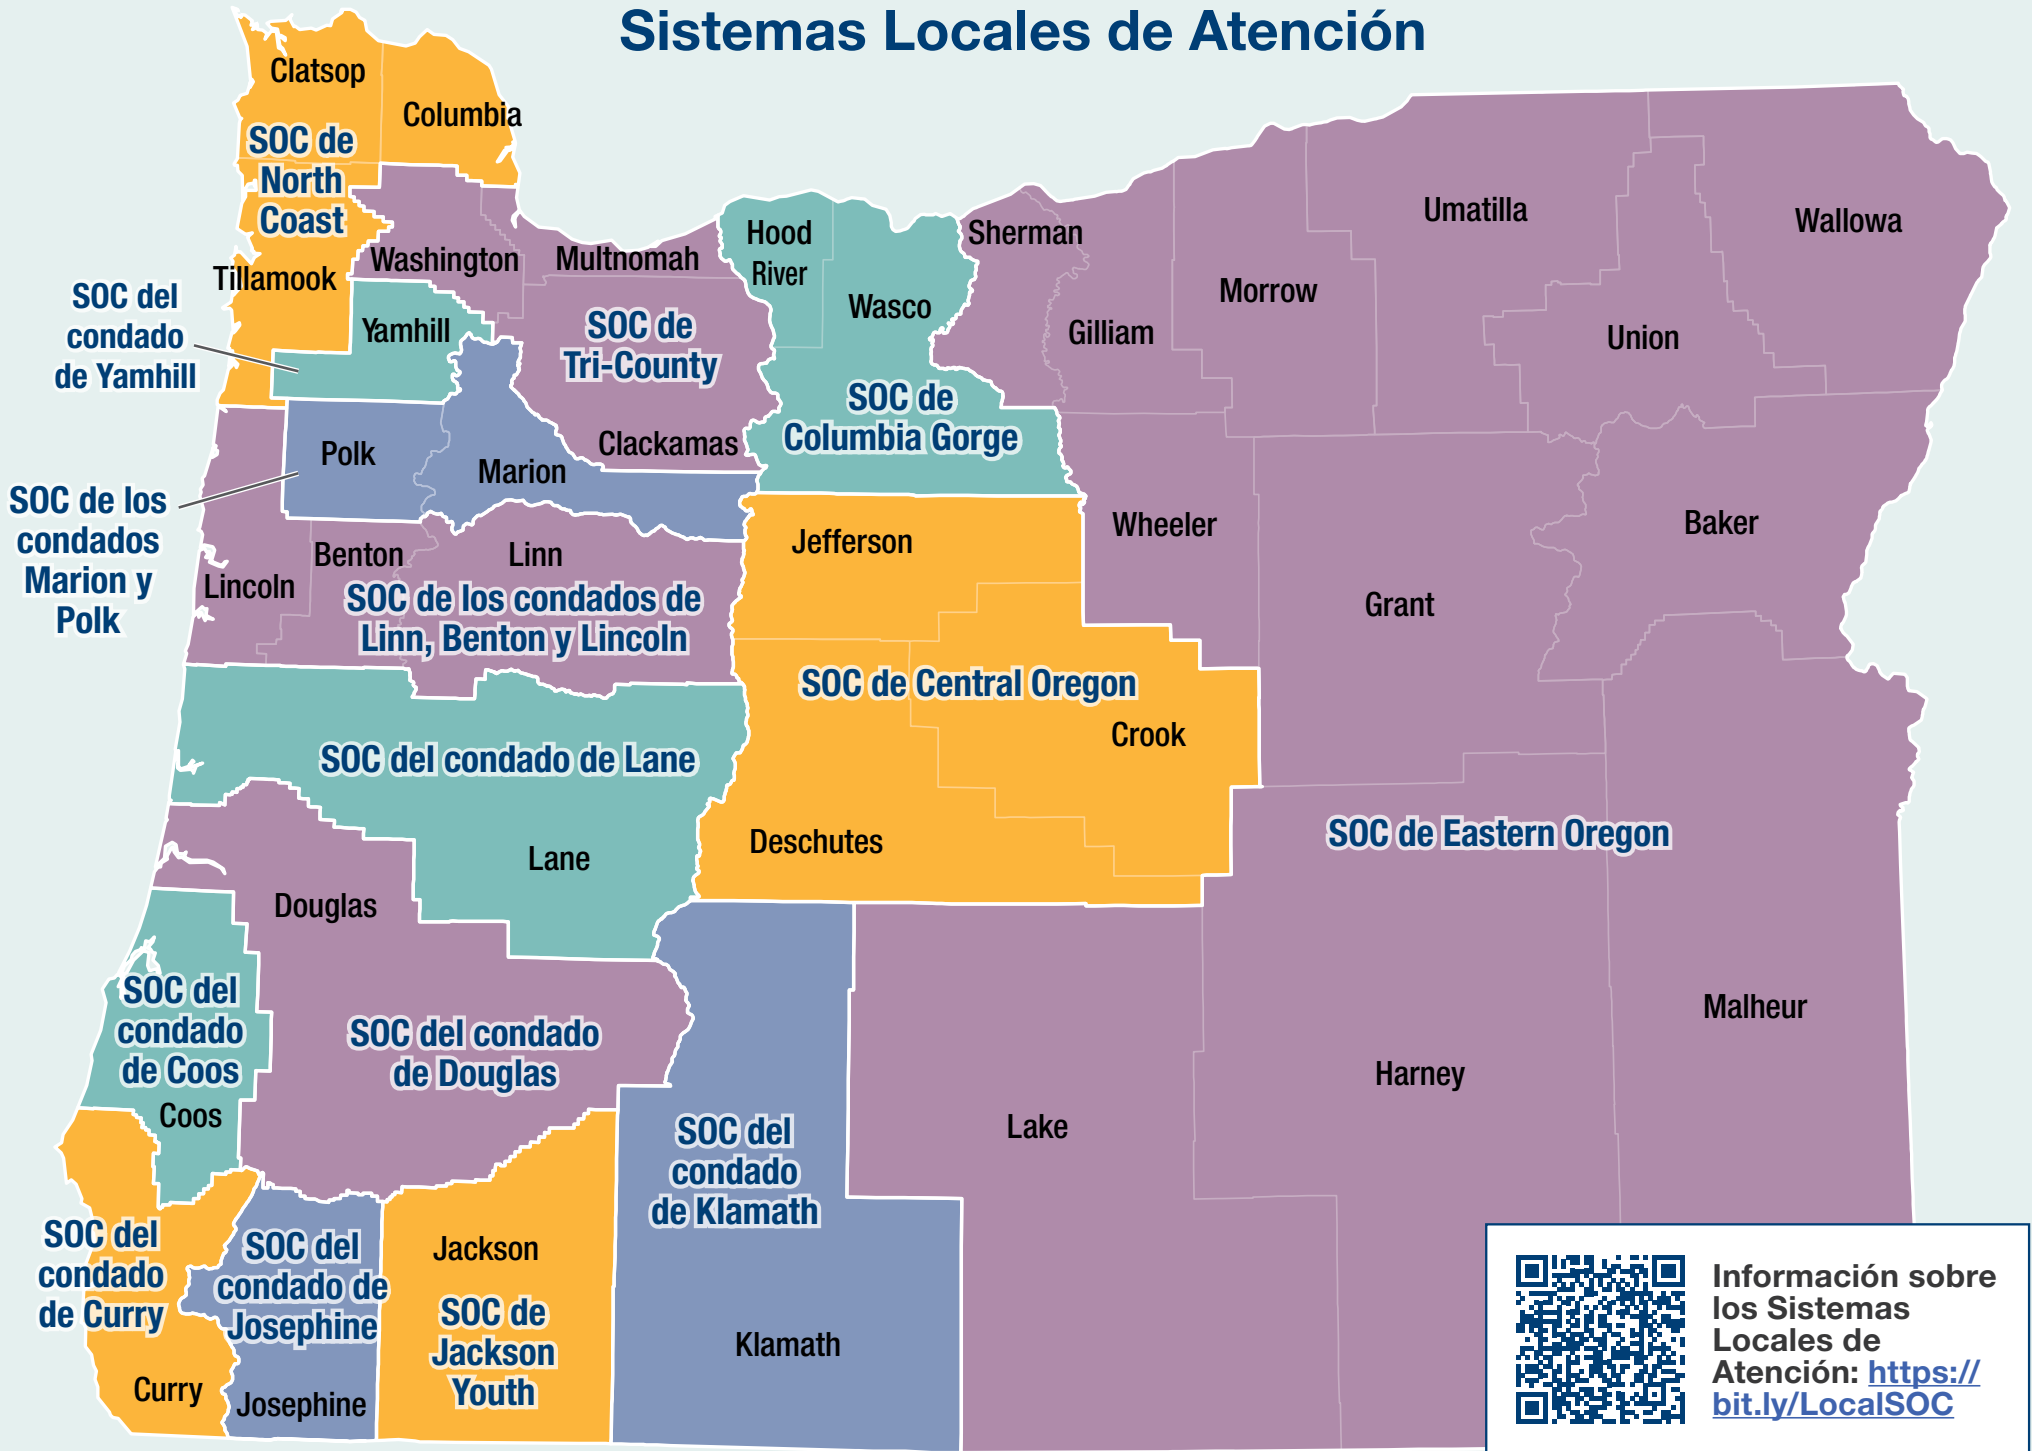 Sistemas Locales de Atención
Clatsop
Columbia
SOC de
North
Coast
Tillamook
Washington
Multnomah
Hood
River
Wasco
Sherman
Gilliam
Morrow
Umatilla
Union
Wallowa
SOC del
condado
de Yamhill
Yamhill
SOC de
Tri-County
Clackamas
SOC de
Columbia Gorge
Polk
Marion
SOC de los
condados
Marion y
Polk
Lincoln
Benton
Linn
SOC de los condados de
Linn, Benton y Lincoln
Jefferson
Wheeler
Grant
Baker
SOC de Central Oregon
Crook
Deschutes
SOC del condado de Lane
Lane
SOC de Eastern Oregon
Douglas
SOC del condado
de Douglas
SOC del
condado
de Coos
Coos
SOC del
condado
de Klamath
Klamath
Lake
Harney
Malheur
SOC del
condado
de Curry
Curry
SOC del
condado de
Josephine
Josephine
Jackson
SOC de
Jackson
Youth
Información sobre
los Sistemas
Locales de
Atención: https://
bit.ly/LocalSOC